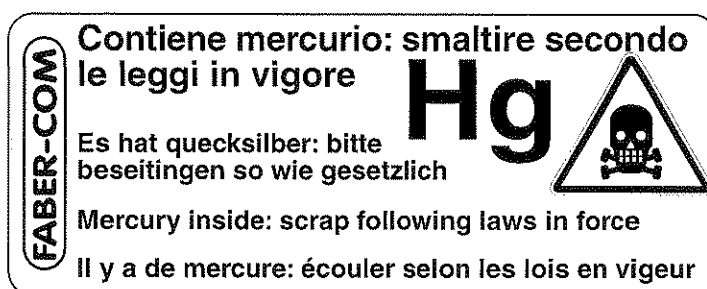 FABER-COM
Contiene mercurio: smaltire secondo
le leggi in vigore
Hg
Es hat quecksilber: bitte
beseitingen so wie gesetzlich
Mercury inside: scrap following laws in force
Il y a de mercure: écouler selon les lois en vigeur